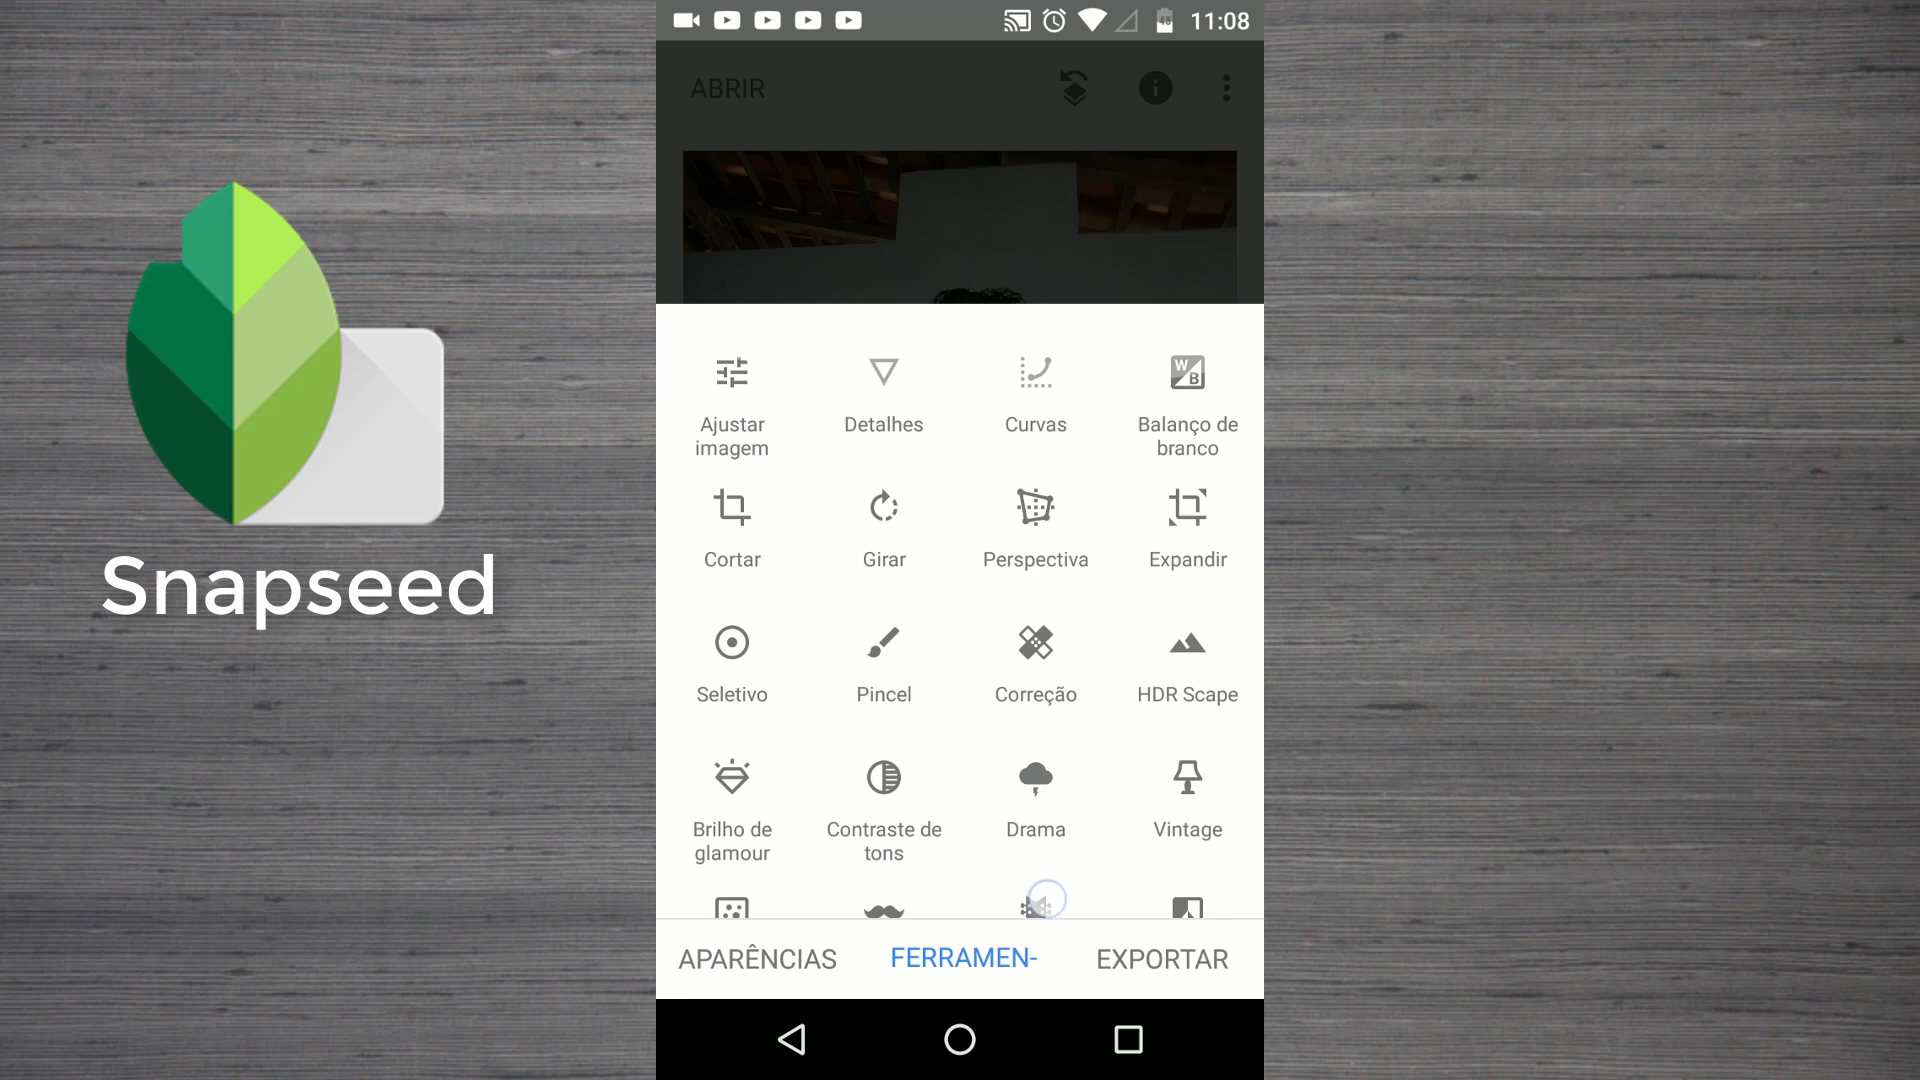 11:08
ABRIR
Snapseed
Ajustar
imagem
Detalhes
Curvas
WB
Balanço de
branco
Cortar
Girar
Perspectiva
Expandir
Seletivo
Pincel
Correção
HDR Scape
Brilho de
glamour
Contraste de
tons
Drama
Vintage
APARÊNCIAS
FERRAMEN-
EXPORTAR